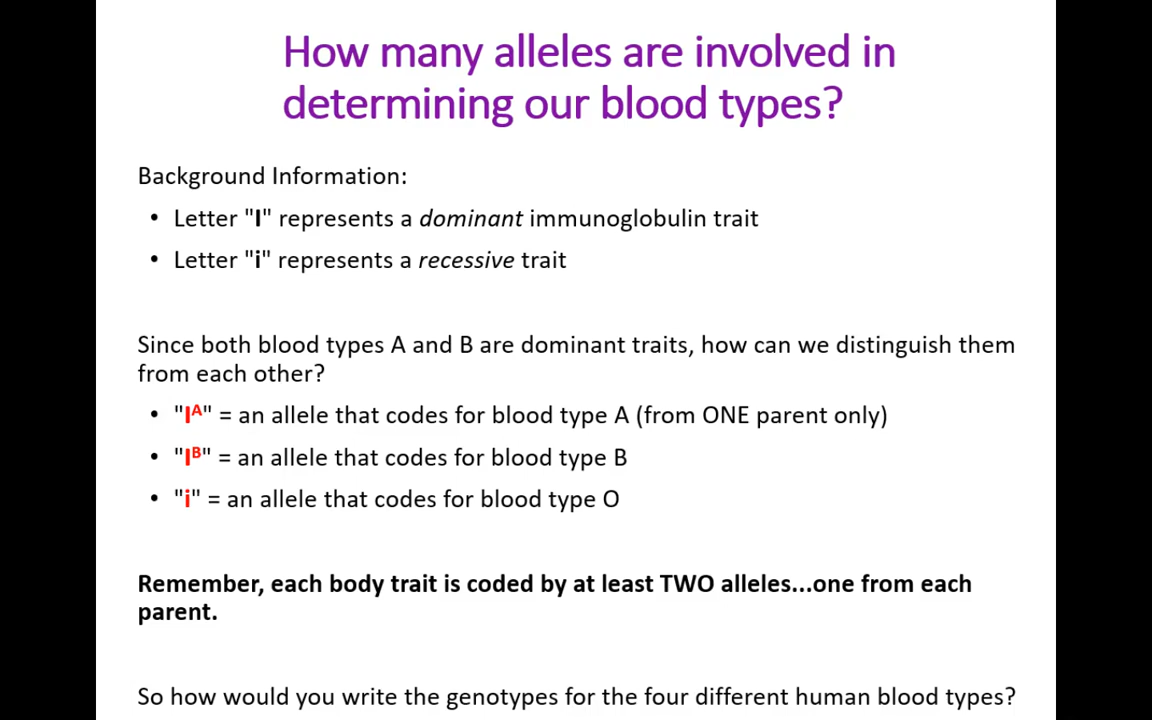 How many alleles are involved in
determining our blood types?
Background Information:
• Letter "I" represents a dominant immunoglobulin trait
• Letter "i" represents a recessive trait
Since both blood types A and B are dominant traits, how can we distinguish them
from each other?
• "Iᴬ" = an allele that codes for blood type A (from ONE parent only)
• "Iᴮ" = an allele that codes for blood type B
• "i" = an allele that codes for blood type O
Remember, each body trait is coded by at least TWO alleles...one from each
parent.
So how would you write the genotypes for the four different human blood types?